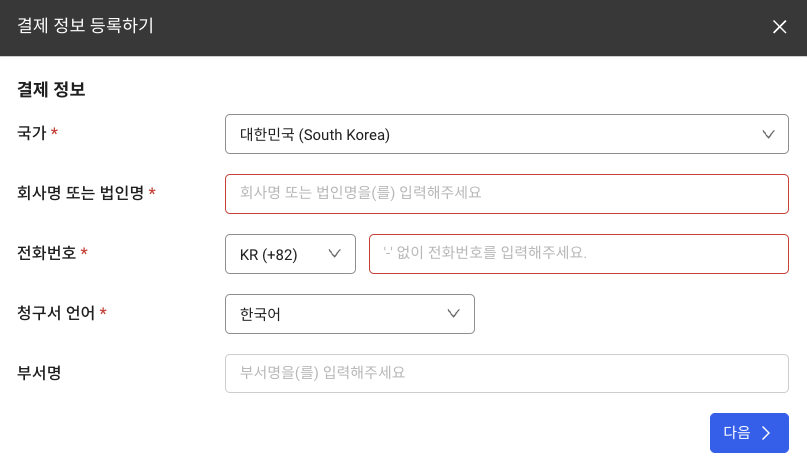 결제 정보 등록하기
결제 정보
국가 *
대한민국 (South Korea)
회사명 또는 법인명 *
회사명 또는 법인명을(를) 입력해주세요
전화번호 *
KR (+82)
'-' 없이 전화번호를 입력해주세요.
청구서 언어 *
한국어
부서명
부서명을(를) 입력해주세요
다음